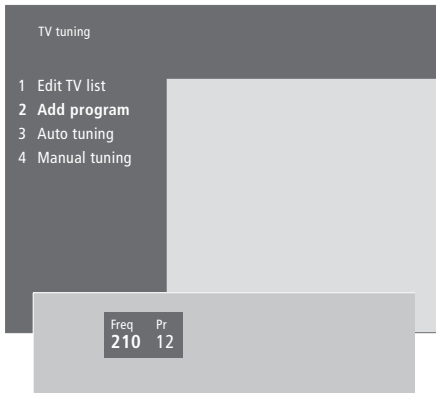 TV tuning
1 Edit TV list
2 Add program
3 Auto tuning
4 Manual tuning
Freq Pr
210 12